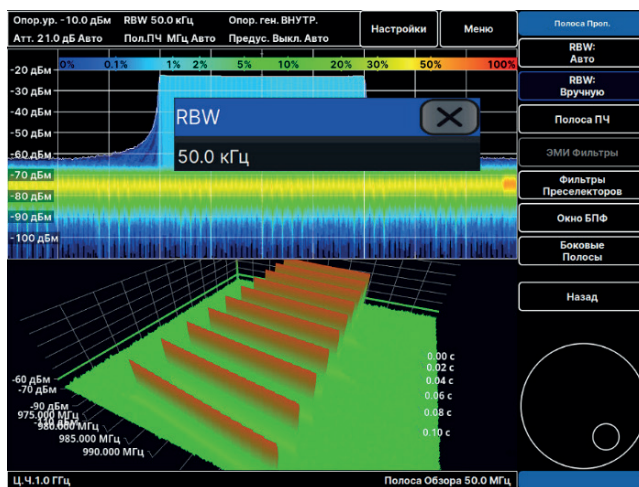 Опор.ур. -10.0 дБм RBW 50.0 кГц Опор. ген. ВНУТР.
Атт. 21.0 дБ Авто Пол.ПЧ МГц Авто Предус. Выкл. Авто
Настройки
Меню
Полоса Проп.
RBW:
Авто
RBW:
Вручную
Полоса ПЧ
ЭМИ Фильтры
Фильтры
Преселекторов
Окно БПФ
Боковые
Полосы
Назад
0% 0.1% 1% 2% 5% 10% 20% 30% 50% 100%
-20 дБм
-30 дБм
-40 дБм
-50 дБм
-60 дБм
-70 дБм
-80 дБм
-90 дБм
-100 дБм
RBW
50.0 кГц
0.00 с
0.02 с
0.04 с
0.06 с
0.08 с
0.10 с
-60 дБм
-70 дБм
-90 дБм
975.000 МГц
980.000 МГц
985.000 МГц
990.000 МГц
Ц.Ч.1.0 ГГц
Полоса Обзора 50.0 МГц